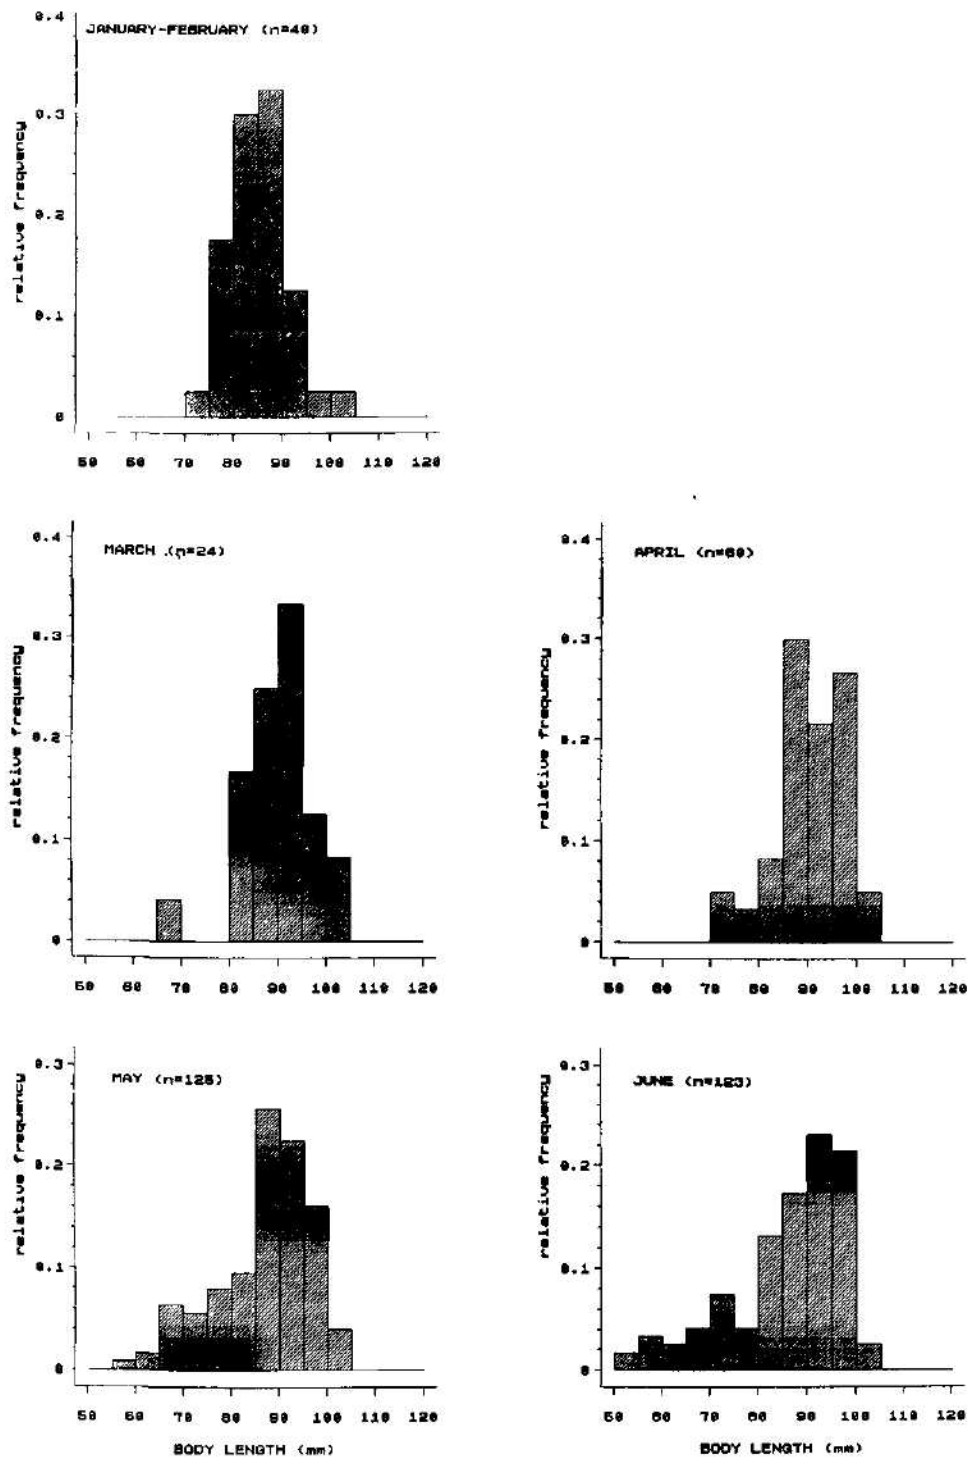 0.4
JANUARY-FEBRUARY (n=40)
0.3
0.2
0.1
0
relative frequency
50 60 70 80 90 100 110 120
0.4
MARCH (n=24)
0.3
0.2
0.1
0
relative frequency
50 60 70 80 90 100 110 120
0.4
APRIL (n=60)
0.3
0.2
0.1
0
relative frequency
50 60 70 80 90 100 110 120
0.3
MAY (n=125)
0.2
0.1
0
relative frequency
50 60 70 80 90 100 110 120
BODY LENGTH (mm)
0.3
JUNE (n=123)
0.2
0.1
0
relative frequency
50 60 70 80 90 100 110 120
BODY LENGTH (mm)